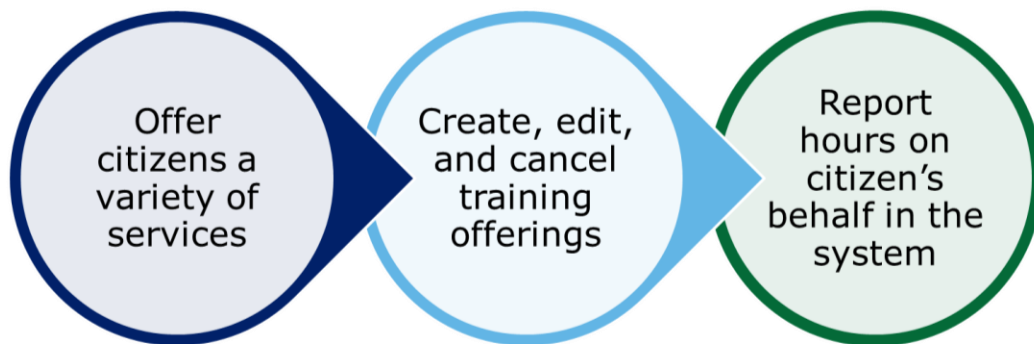 Offer
citizens a
variety of
services
Create, edit,
and cancel
training
offerings
Report
hours on
citizen’s
behalf in the
system